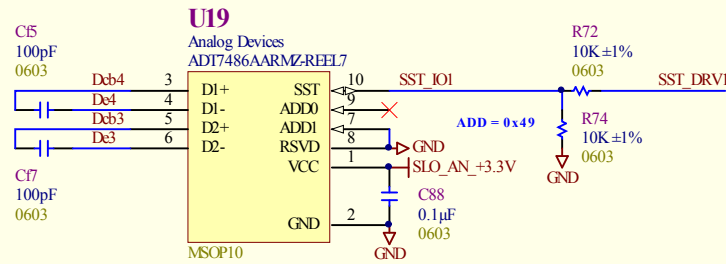 U19
Analog Devices
ADT7486AARMZ-REEL7
Cf5
100pF
0603
Dcb4
De4
Dcb3
De3
Cf7
100pF
0603
3
4
5
6
D1+
D1-
D2+
D2-
SST
ADD0
ADD1
RSVD
VCC
GND
10
9
7
8
1
2
MSOP10
SST_IO1
ADD = 0x49
GND
SLO_AN_+3.3V
C88
0.1µF
0603
GND
R72
10K ±1%
0603
SST_DRV1
R74
10K ±1%
0603
GND